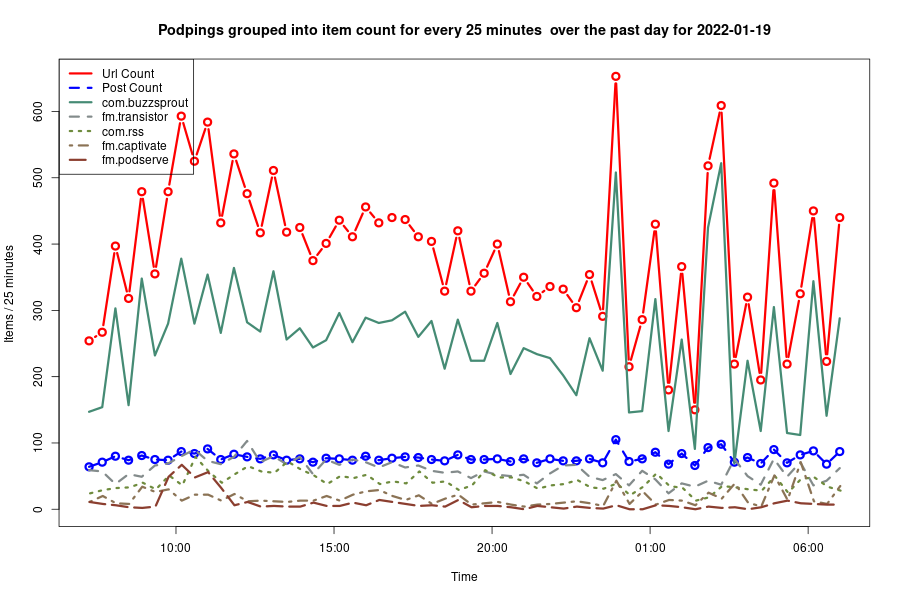 Podpings grouped into item count for every 25 minutes  over the past day for 2022-01-19
Url Count
Post Count
com.buzzsprout
fm.transistor
com.rss
fm.captivate
fm.podserve
Items / 25 minutes
600
500
400
300
200
100
0
10:00 15:00 20:00 01:00 06:00
Time